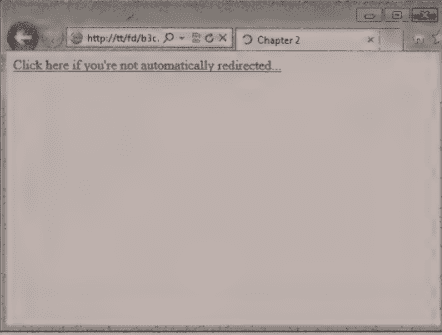 http://tt/fd/b3c.
Chapter 2
Click here if you're not automatically redirected...